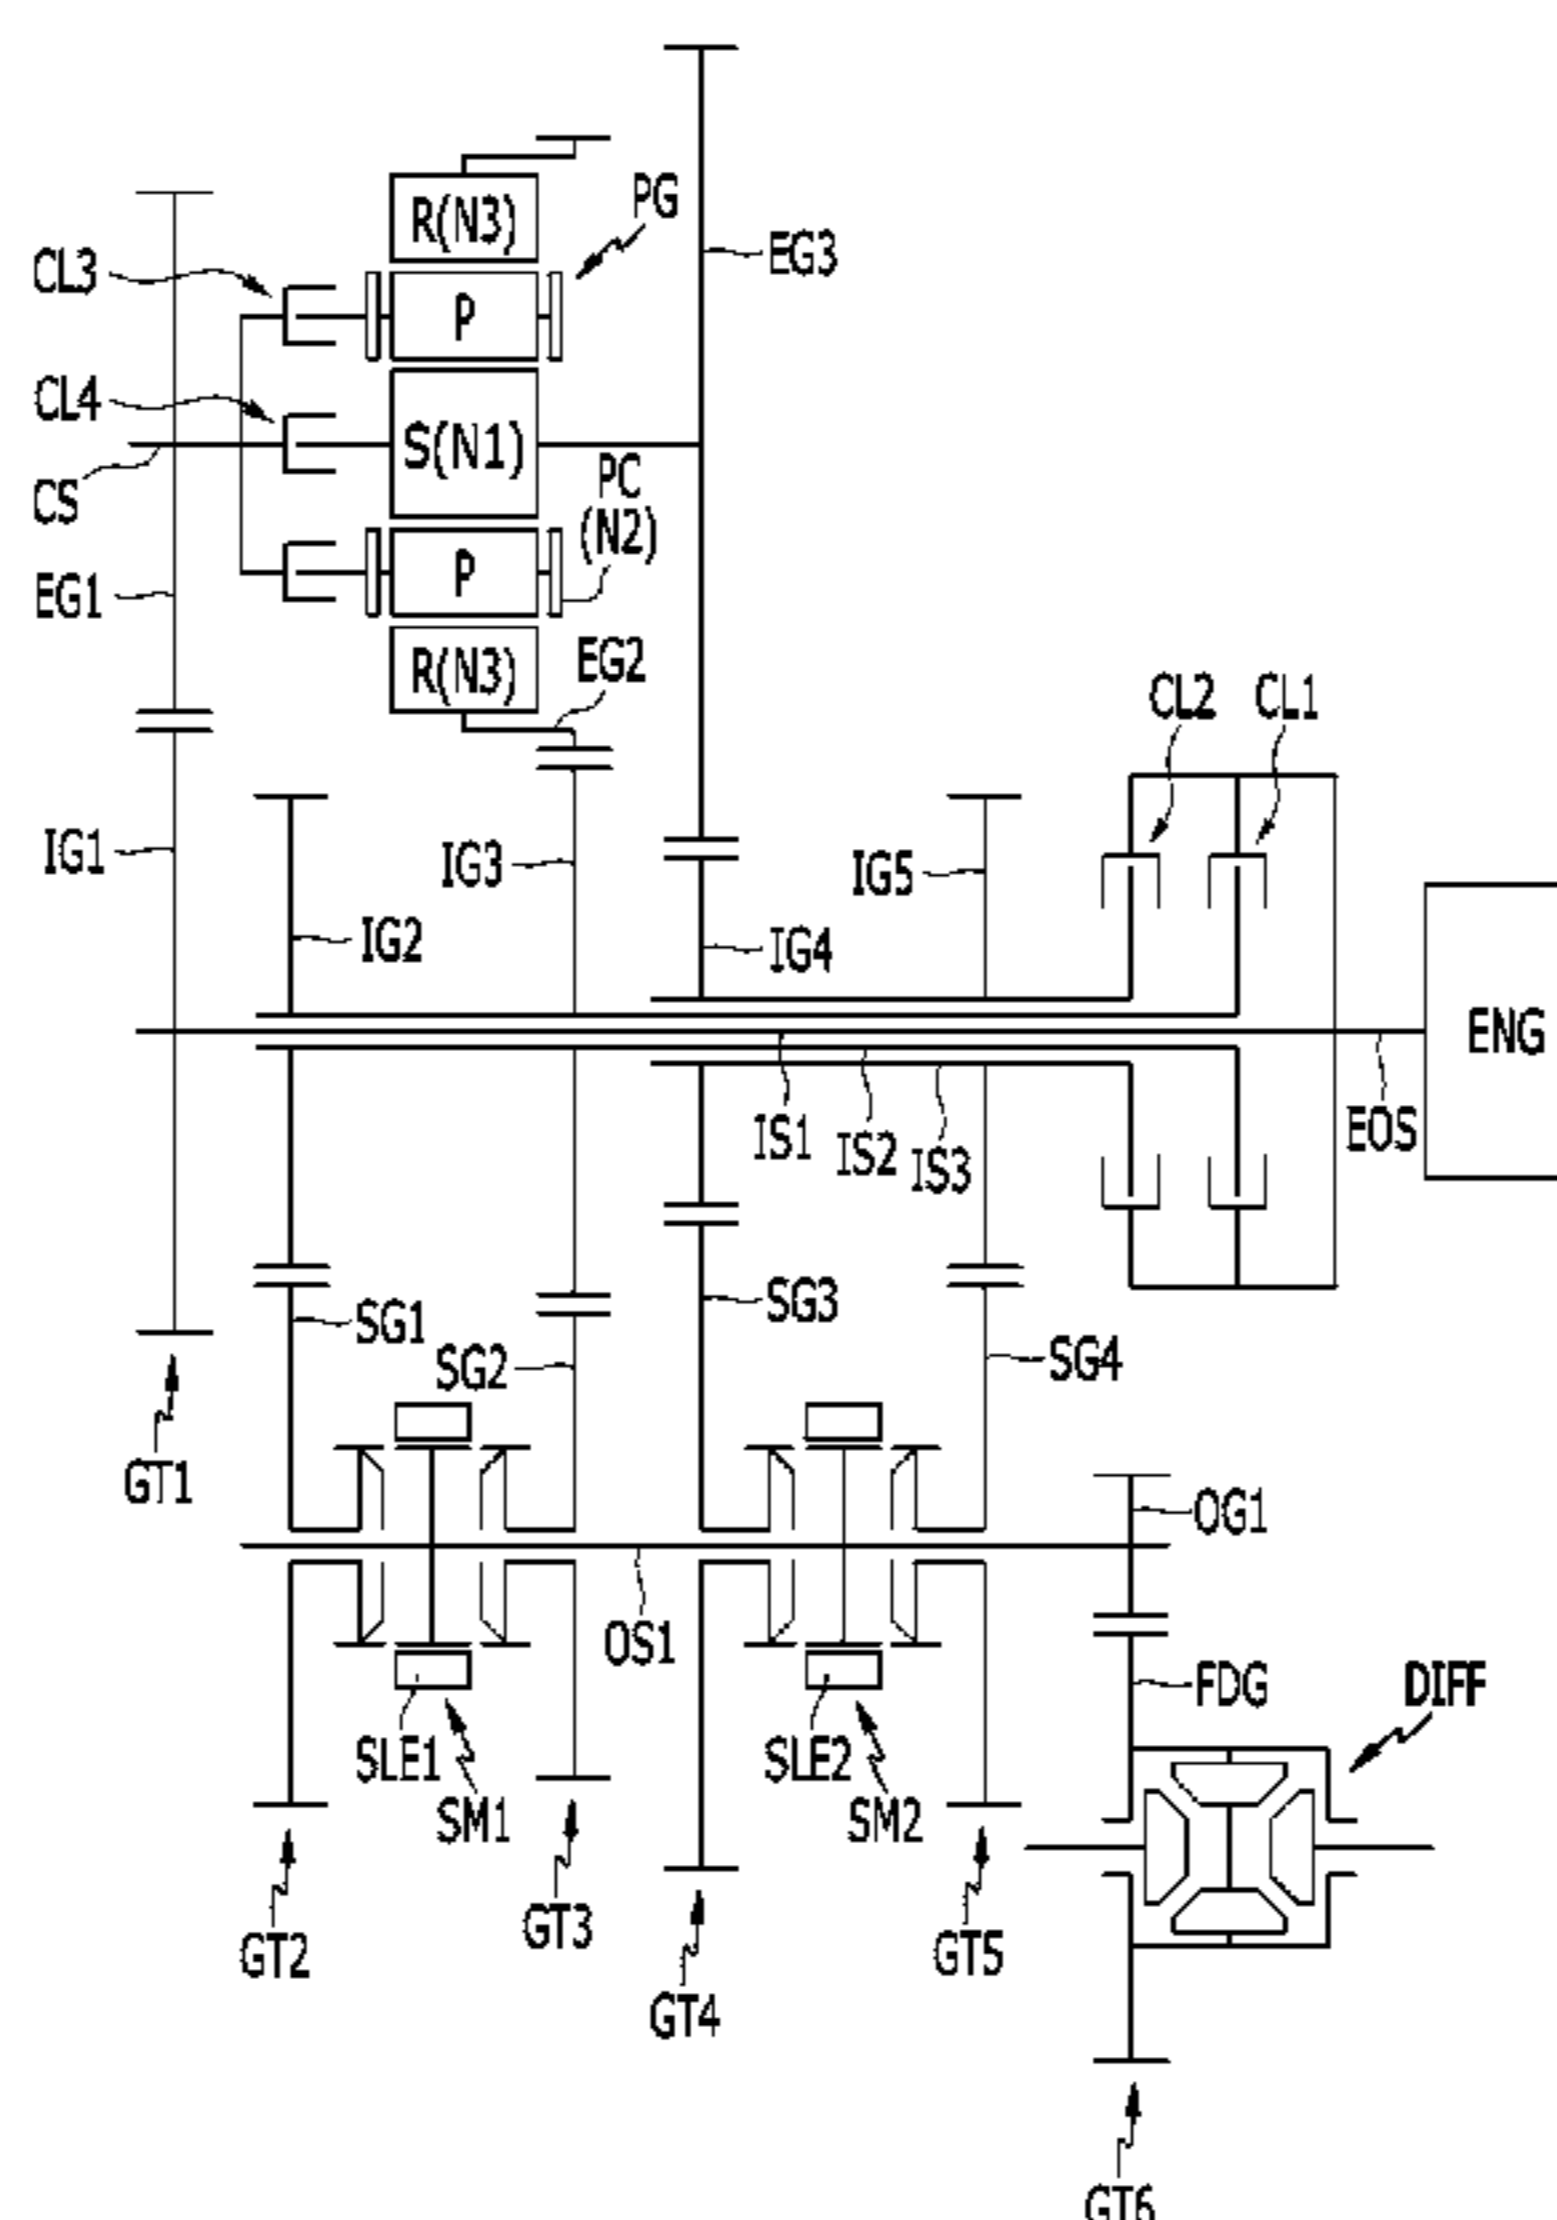 R(N3)
PG
EG3
CL3
P
CL4
S(N1)
PC
(N2)
CS
P
EG1
R(N3)
EG2
CL2
CL1
IG1
IG3
IG5
IG2
IG4
ENG
IS1
IS2
IS3
EOS
SG1
SG2
SG3
SG4
GT1
OG1
OS1
FDG
DIFF
SLE1
SM1
SLE2
SM2
GT2
GT3
GT4
GT5
GT6